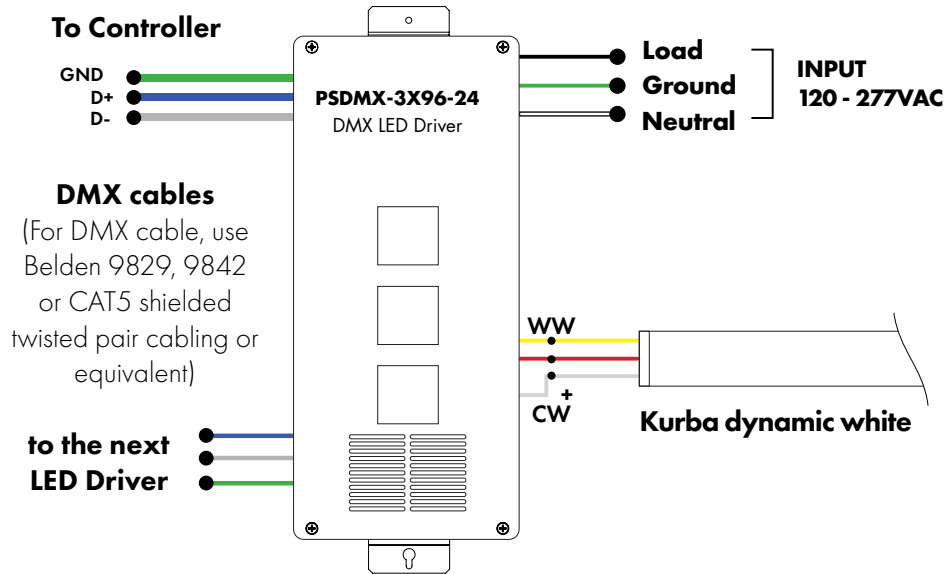 To Controller
GND
D+
D-
DMX cables
(For DMX cable, use
Belden 9829, 9842
or CAT5 shielded
twisted pair cabling or
equivalent)
to the next
LED Driver
PSDMX-3X96-24
DMX LED Driver
Load
Ground
Neutral
INPUT
120 - 277VAC
WW
+
CW
Kurba dynamic white